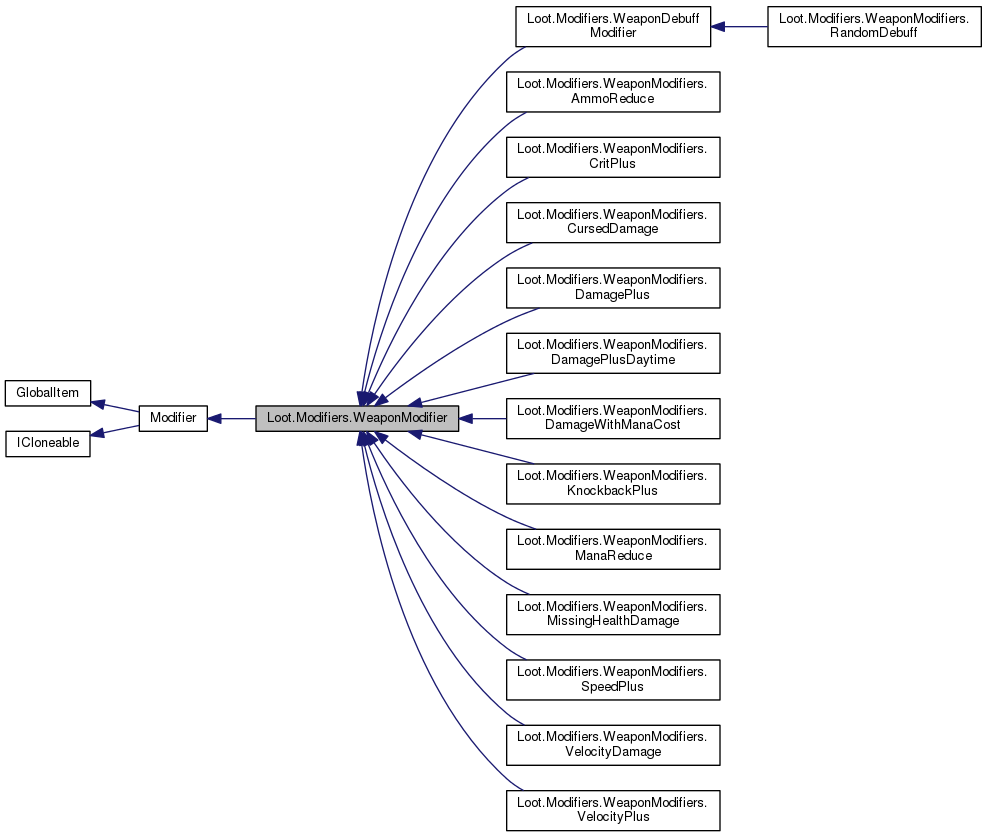 Loot.Modifiers.WeaponDebuff
Modifier
Loot.Modifiers.WeaponModifiers.
RandomDebuff
Loot.Modifiers.WeaponModifiers.
AmmoReduce
Loot.Modifiers.WeaponModifiers.
CritPlus
Loot.Modifiers.WeaponModifiers.
CursedDamage
Loot.Modifiers.WeaponModifiers.
DamagePlus
Loot.Modifiers.WeaponModifiers.
DamagePlusDaytime
GlobalItem
Modifier
Loot.Modifiers.WeaponModifier
Loot.Modifiers.WeaponModifiers.
DamageWithManaCost
ICloneable
Loot.Modifiers.WeaponModifiers.
KnockbackPlus
Loot.Modifiers.WeaponModifiers.
ManaReduce
Loot.Modifiers.WeaponModifiers.
MissingHealthDamage
Loot.Modifiers.WeaponModifiers.
SpeedPlus
Loot.Modifiers.WeaponModifiers.
VelocityDamage
Loot.Modifiers.WeaponModifiers.
VelocityPlus